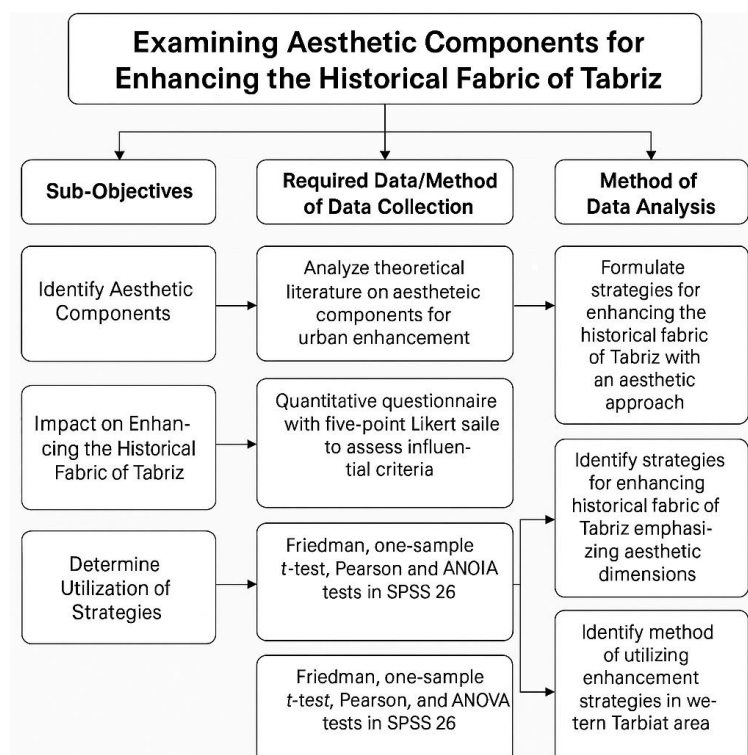 Examining Aesthetic Components for
Enhancing the Historical Fabric of Tabriz
Sub-Objectives
Required Data/Method
of Data Collection
Method of
Data Analysis
Identify Aesthetic
Components
Analyze theoretical
literature on aestheteic
components for
urban enhancement
Formulate
strategies for
enhancing the
historical fabric
of Tabriz with
an aesthetic
approach
Impact on Enhan-
cing the Historical
Fabric of Tabriz
Quantitative questionnaire
with five-point Likert saile
to assess influen-
tial criteria
Identify strategies
for enhancing
historical fabric of
Tabriz emphasi-
zing aesthetic
dimensions
Determine
Utilization of
Strategies
Friedman, one-sample
t-test, Pearson and ANOIA
tests in SPSS 26
Friedman, one-sample
t-test, Pearson, and ANOVA
tests in SPSS 26
Identify method
of utilizing
enhancement
strategies in we-
tern Tarbiat area